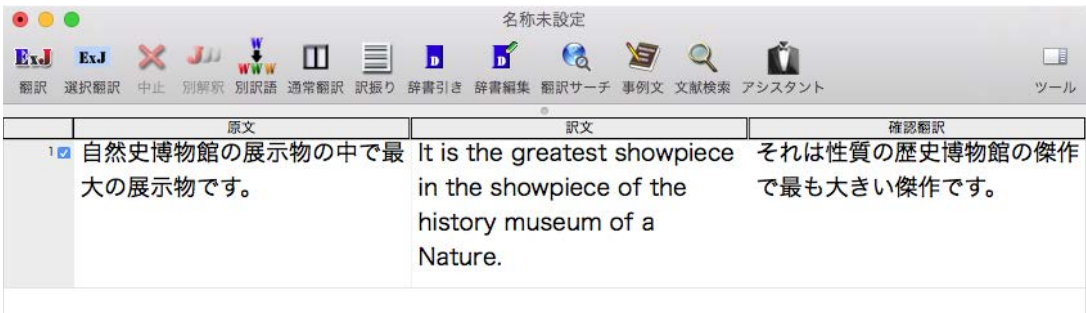 名称未設定
ExJ ExJ J W WWW D D
翻訳 選択翻訳 中止 別解釈 別訳語 通常翻訳 訳振り 辞書引き 辞書編集 翻訳サーチ 事例文 文献検索 アシスタント ツール
原文 訳文 確認翻訳
1 自然史博物館の展示物の中で最 It is the greatest showpiece それは性質の歴史博物館の傑作
大の展示物です。 in the showpiece of the で最も大きい傑作です。
history museum of a
Nature.